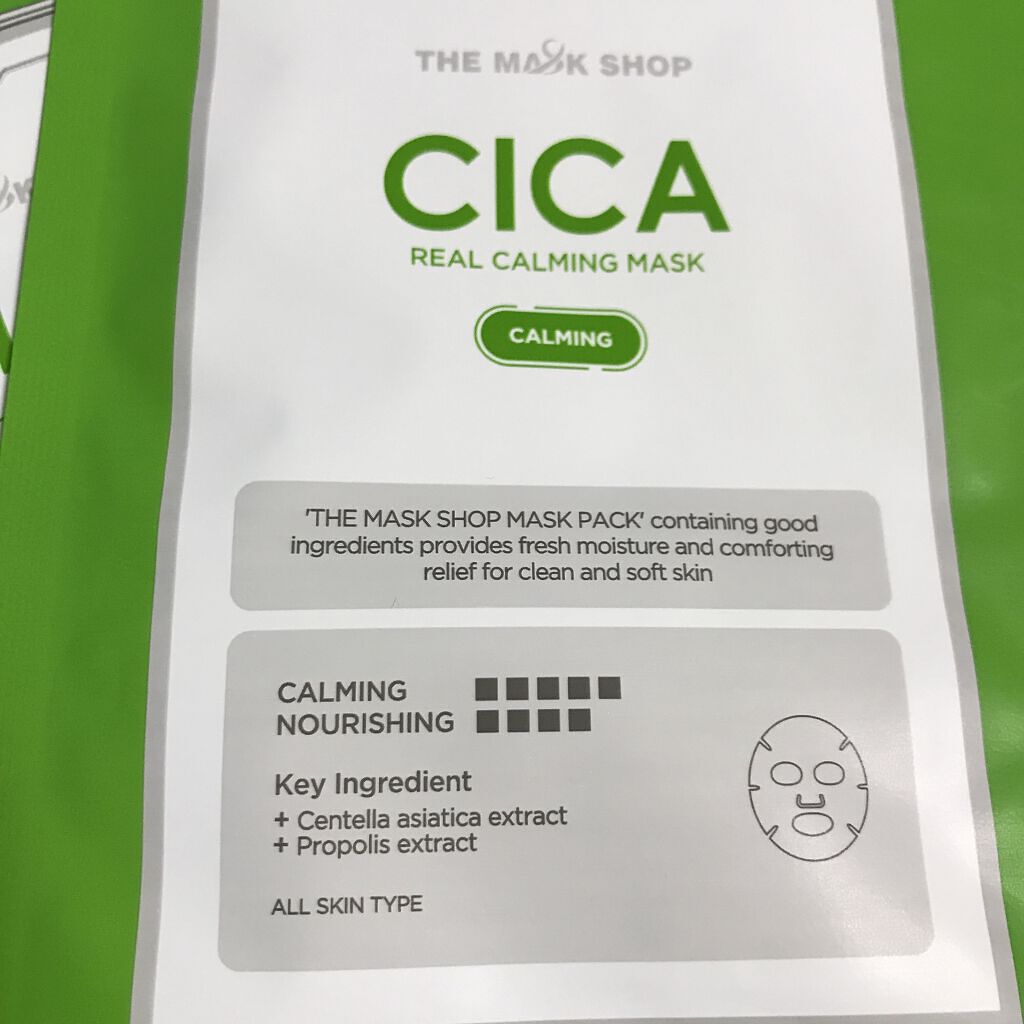 THE MASK SHOP
CICA
REAL CALMING MASK
CALMING
'THE MASK SHOP MASK PACK' containing good
ingredients provides fresh moisture and comforting
relief for clean and soft skin
CALMING
NOURISHING
Key Ingredient
+ Centella asiatica extract
+ Propolis extract
ALL SKIN TYPE